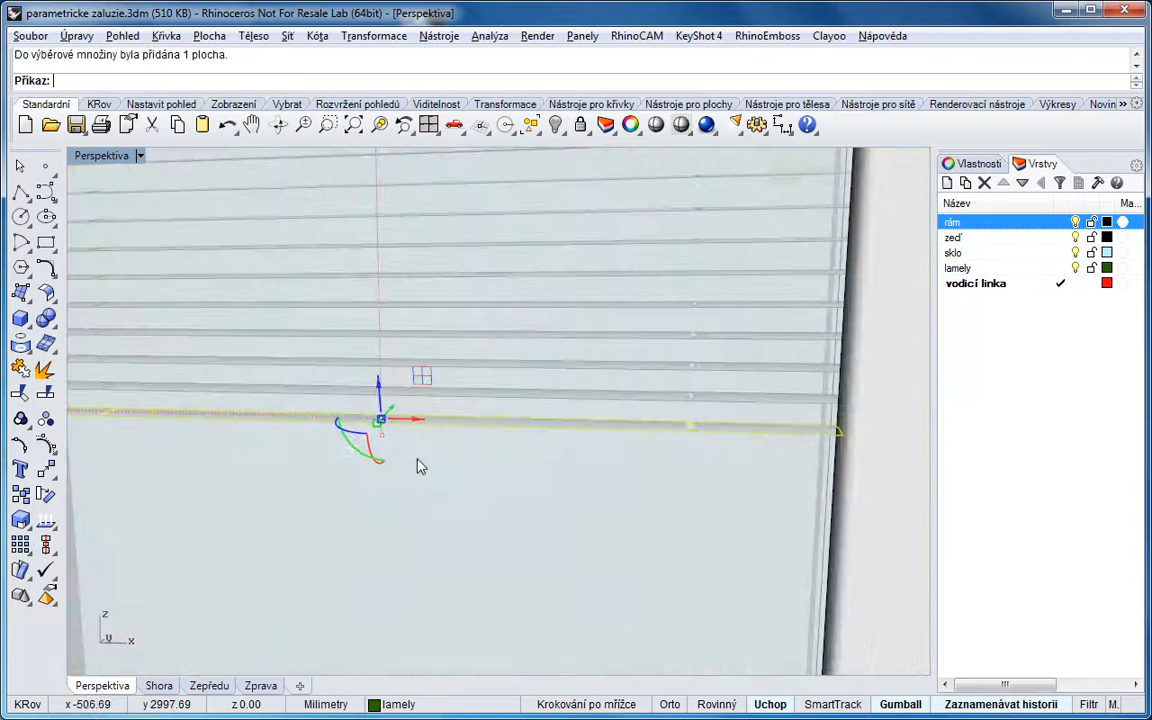 parametricke zaluzie.3dm (510 KB) - Rhinoceros Not For Resale Lab (64bit) - [Perspektiva]
Soubor Úpravy Pohled Křivka Plocha Těleso Síť Kóta Transformace Nástroje Analýza Render Panely RhinoCAM KeyShot 4 RhinoEmboss Clayoo Nápověda
Do výběrové množiny byla přidána 1 plocha.
Příkaz:
Standardní KRov Nastavit pohled Zobrazení Vybrat Rozvržení pohledů Viditelnost Transformace Nástroje pro křivky Nástroje pro plochy Nástroje pro tělesa Nástroje pro sítě Renderovací nástroje Výkresy Novin »
Perspektiva
Vlastnosti Vrstvy
Název Ma...
rám
zeď
sklo
lamely
vodicí linka
z
y x
Perspektiva Shora Zepředu Zprava
KRov x -506.69 y 2997.69 z 0.00 Milimetry lamely Krokování po mřížce Orto Rovinný Uchop SmartTrack Gumball Zaznamenávat historii Filtr M.